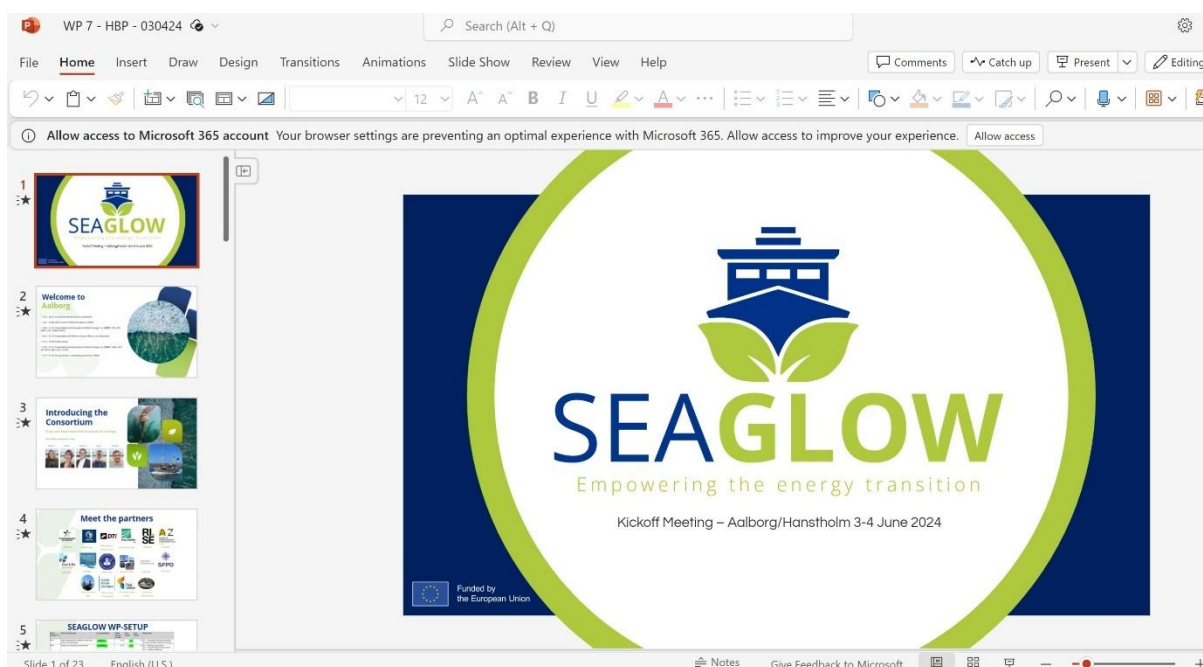 WP 7 - HBP - 030424
Search (Alt + Q)
File Home Insert Draw Design Transitions Animations Slide Show Review View Help
Comments Catch up Present Editing
12 B I U
Allow access to Microsoft 365 account Your browser settings are preventing an optimal experience with Microsoft 365. Allow access to improve your experience. Allow access
1
SEAGLOW
2
Welcome to
Aalborg
3
Introducing the
Consortium
4
Meet the partners
DTI
RI
SE
AZ
SFPO
5
SEAGLOW WP-SETUP
SEAGLOW
Empowering the energy transition
Kickoff Meeting – Aalborg/Hanstholm 3-4 June 2024
Funded by
the European Union
Slide 1 of 23 English (U.S.)
Notes Give Feedback to Microsoft